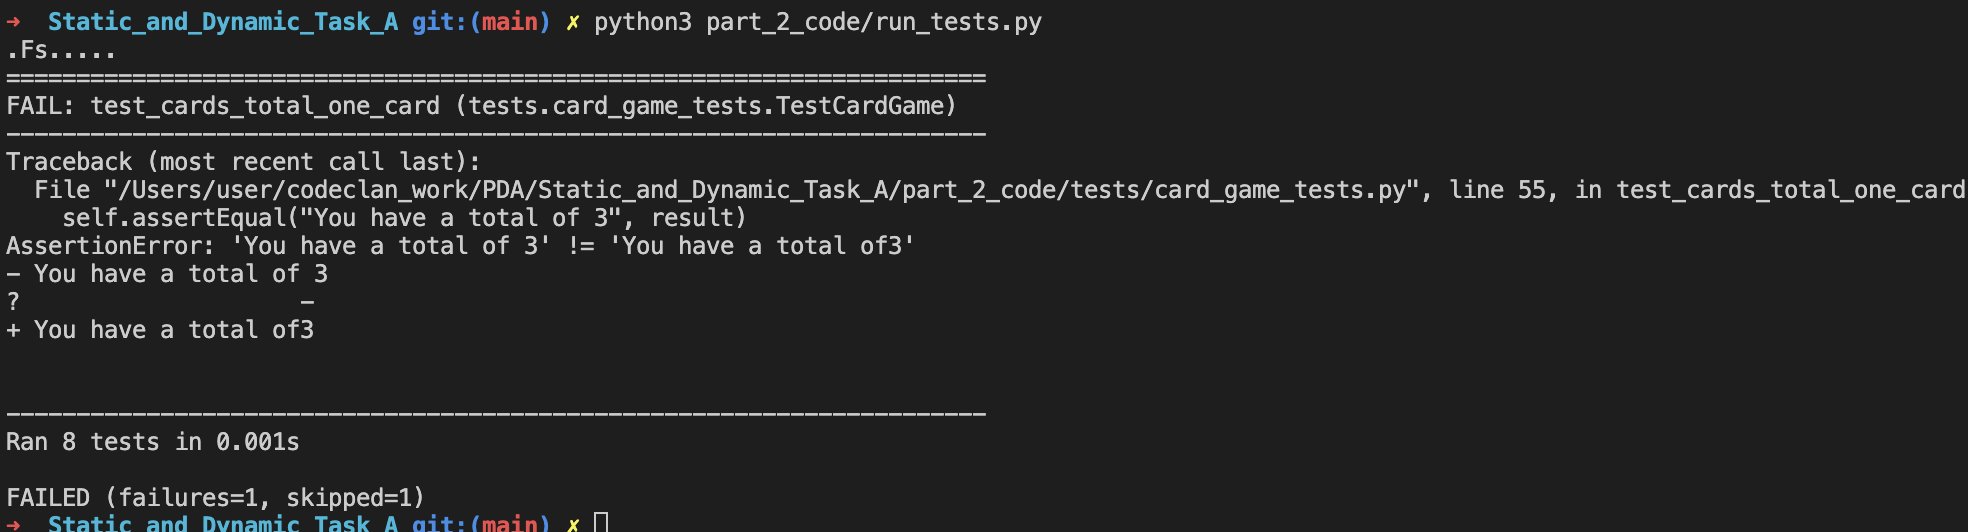 → Static_and_Dynamic_Task_A git:(main) ✗ python3 part_2_code/run_tests.py
.Fs.....
======================================================================
FAIL: test_cards_total_one_card (tests.card_game_tests.TestCardGame)
----------------------------------------------------------------------
Traceback (most recent call last):
  File "/Users/user/codeclan_work/PDA/Static_and_Dynamic_Task_A/part_2_code/tests/card_game_tests.py", line 55, in test_cards_total_one_card
    self.assertEqual("You have a total of 3", result)
AssertionError: 'You have a total of 3' != 'You have a total of3'
- You have a total of 3
?                    -
+ You have a total of3
----------------------------------------------------------------------
Ran 8 tests in 0.001s
FAILED (failures=1, skipped=1)
→ Static_and_Dynamic_Task_A git:(main) ✗